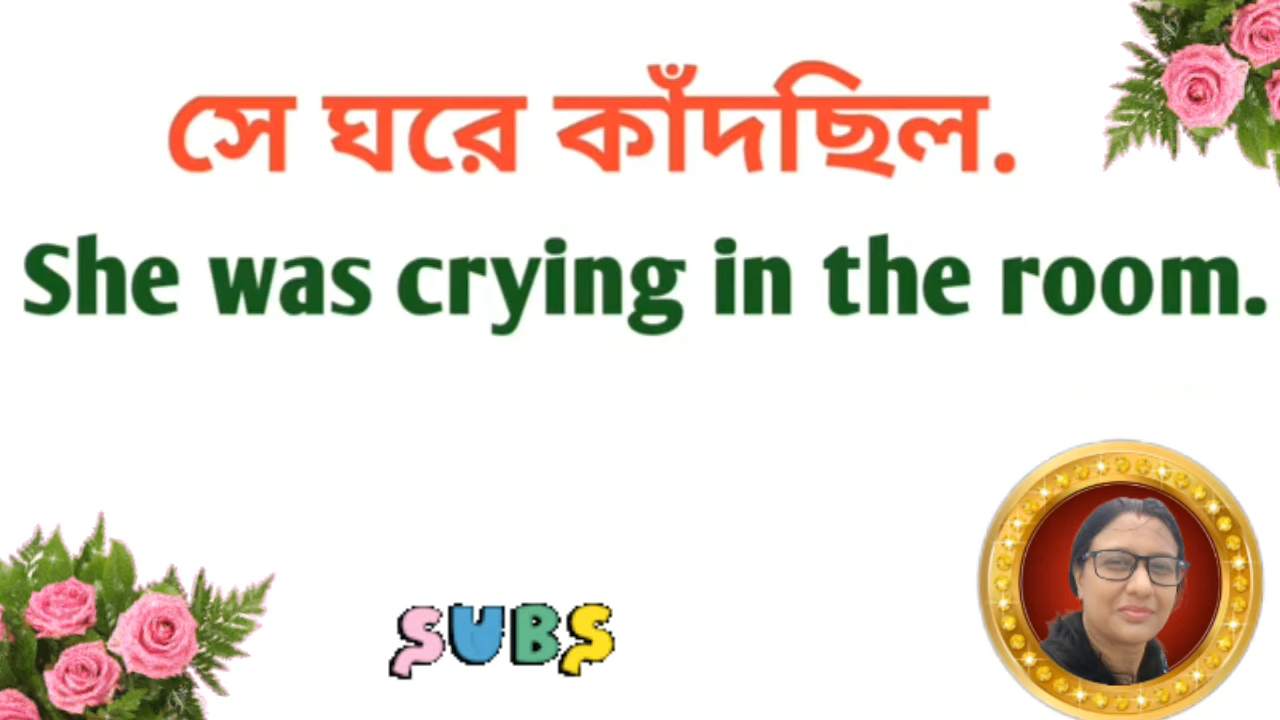 সে ঘরে কাঁদছিল.
She was crying in the room.
SUBS